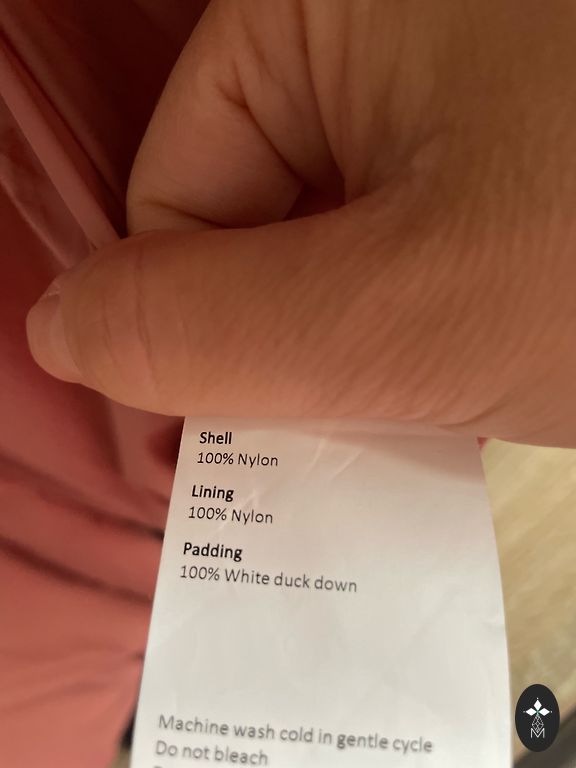 Shell
100% Nylon
Lining
100% Nylon
Padding
100% White duck down
Machine wash cold in gentle cycle
Do not bleach